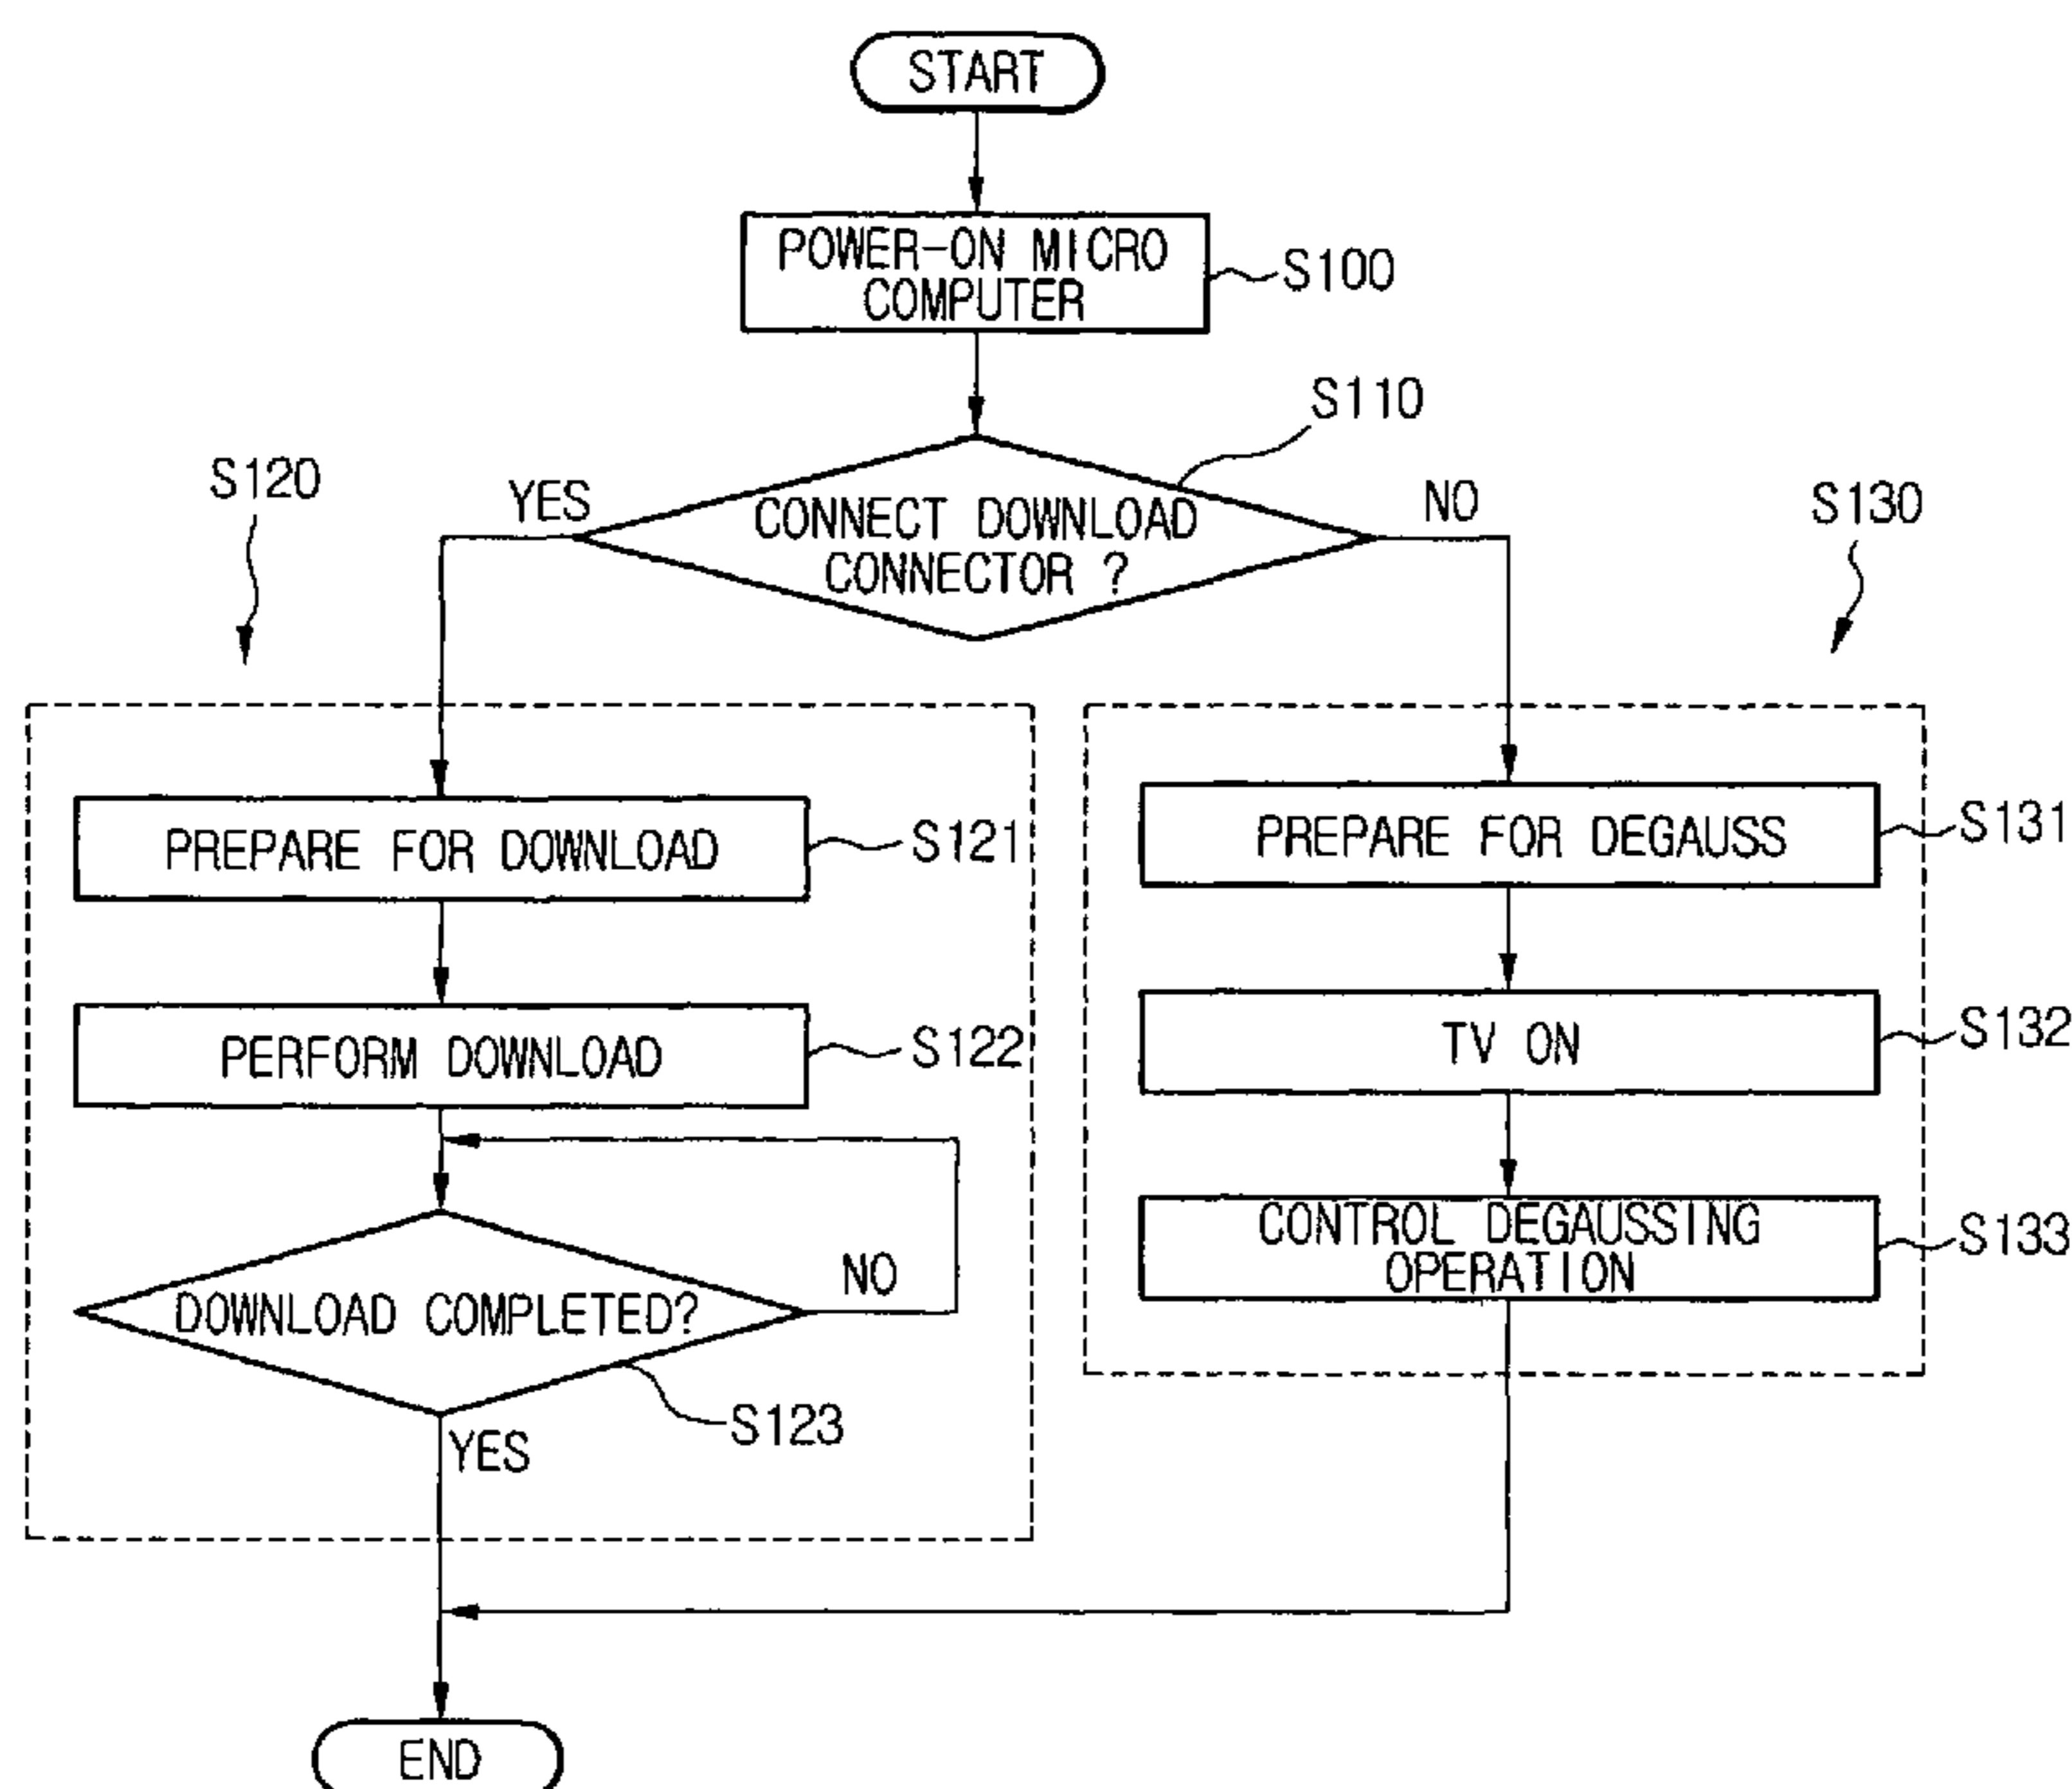 START
POWER-ON MICRO
COMPUTER
S100
S110
S120
YES
CONNECT DOWNLOAD
CONNECTOR ?
NO
S130
PREPARE FOR DOWNLOAD
S121
PREPARE FOR DEGAUSS
S131
PERFORM DOWNLOAD
S122
TV ON
S132
DOWNLOAD COMPLETED?
NO
CONTROL DEGAUSSING
OPERATION
S133
S123
YES
END